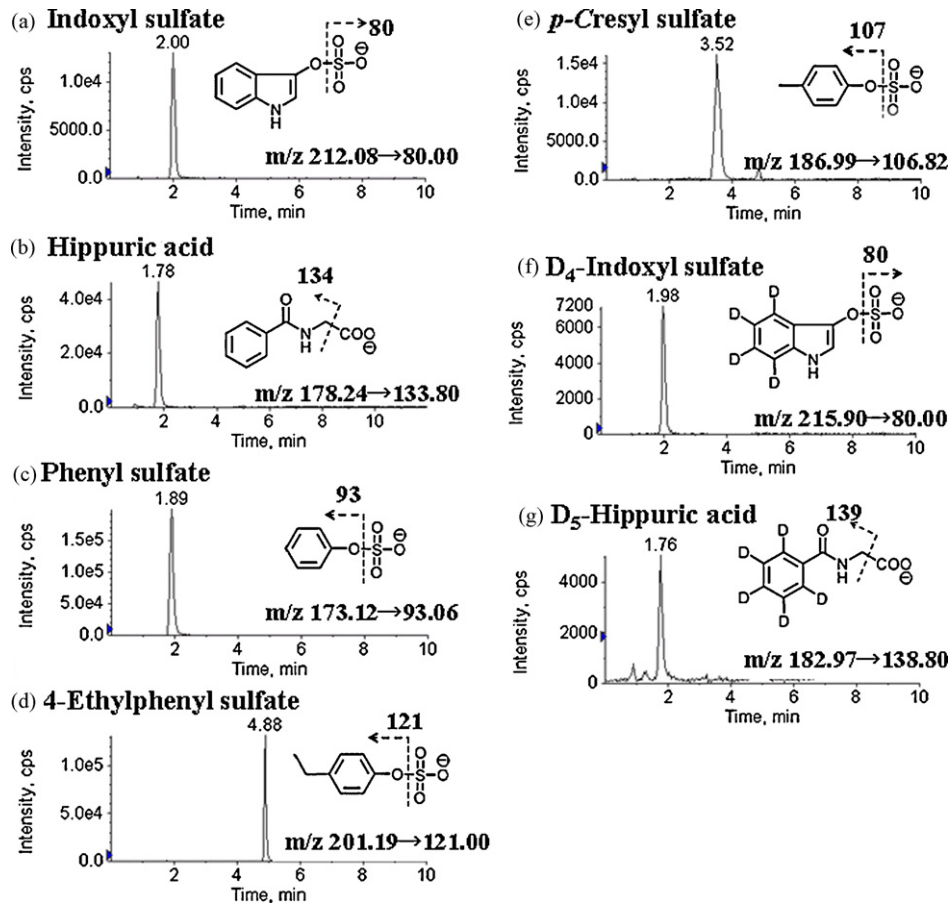 (a) Indoxyl sulfate
2.00
80
1.0e4
5000.0
0.0
Intensity, cps
O
S
O
O
O
⊖
N
H
m/z 212.08→80.00
2 4 6 8 10
Time, min
(b) Hippuric acid
1.78
134
4.0e4
2.0e4
0.0
Intensity, cps
O
N
H
COO
⊖
m/z 178.24→133.80
2 4 6 8 10
Time, min
(c) Phenyl sulfate
1.89
93
1.5e5
1.0e5
5.0e4
0.0
Intensity, cps
O
O
S
O
O
⊖
m/z 173.12→93.06
2 4 6 8 10
Time, min
(d) 4-Ethylphenyl sulfate
4.88
121
1.0e5
5.0e4
0.0
Intensity, cps
O
O
S
O
O
⊖
m/z 201.19→121.00
2 4 6 8 10
Time, min
(e) p-Cresyl sulfate
3.52
107
1.5e4
1.0e4
5000.0
0.0
Intensity, cps
O
O
S
O
O
⊖
m/z 186.99→106.82
2 4 6 8 10
Time, min
(f) D4-Indoxyl sulfate
1.98
80
7200
6000
4000
2000
0
Intensity, cps
D
D
D
D
O
O
S
O
O
⊖
N
H
m/z 215.90→80.00
2 4 6 8 10
Time, min
(g) D5-Hippuric acid
1.76
139
4000
2000
0
Intensity, cps
D
D
D
D
D
O
N
H
COO
⊖
m/z 182.97→138.80
2 4 6 8 10
Time, min